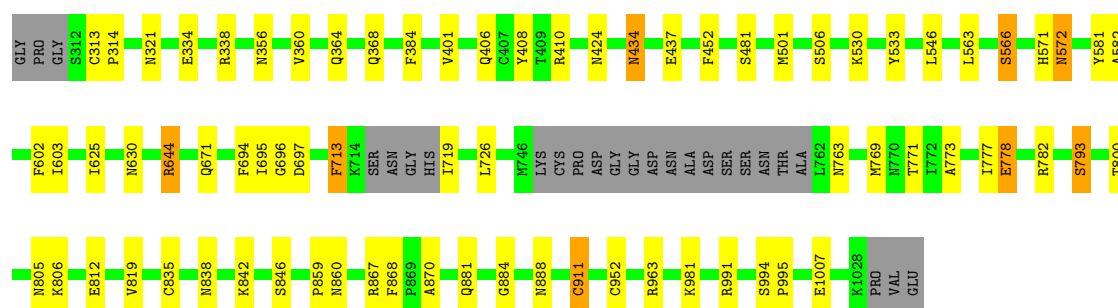 GLY PRO GLY S312 C313 P314 N321 E334 R338 N356 V360 Q364 Q368 F384 V401 Q406 C407 Y408 T409 R410 N424 N434 E437 F452 S481 M501 S506 K530 Y533 L546 L563 S566 H571 N572 Y581
F602 I603 I625 N630 R644 Q671 F694 I695 G696 D697 F713 K714 SER ASN GLY HIS I719 L726 M746 LYS CYS PRO ASP GLY GLY ASP ASN ALA ASP SER SER ASN THR ALA L762 N763 M769 N770 T771 I772 A773 I777 E778 R782 S793
N805 K806 E812 V819 C835 N838 K842 S846 P859 N860 R867 F868 P869 A870 Q881 G884 N888 C911 C952 R963 K981 R991 S994 P995 E1007 K1028 PRO VAL GLU